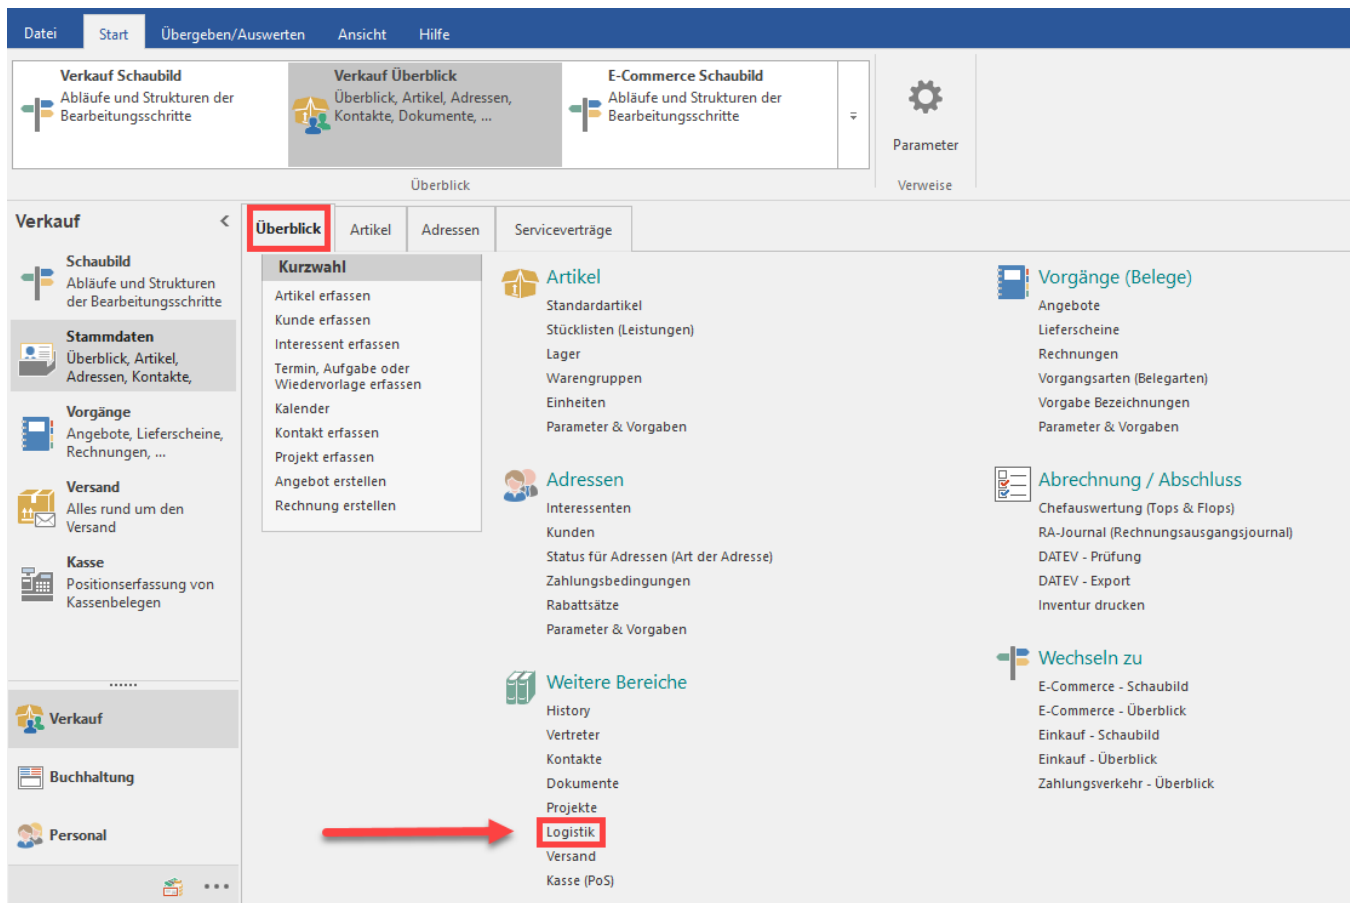 Datei Start Übergeben/Auswerten Ansicht Hilfe
Verkauf Schaubild
Abläufe und Strukturen der
Bearbeitungsschritte
Verkauf Überblick
Überblick, Artikel, Adressen,
Kontakte, Dokumente, ...
E-Commerce Schaubild
Abläufe und Strukturen der
Bearbeitungsschritte
Parameter
Überblick
Verweise
Verkauf
Schaubild
Abläufe und Strukturen
der Bearbeitungsschritte
Stammdaten
Überblick, Artikel,
Adressen, Kontakte,
Vorgänge
Angebote, Lieferscheine,
Rechnungen, ...
Versand
Alles rund um den
Versand
Kasse
Positionserfassung von
Kassenbelegen
Verkauf
Buchhaltung
Personal
Überblick Artikel Adressen Serviceverträge
Kurzwahl
Artikel erfassen
Kunde erfassen
Interessent erfassen
Termin, Aufgabe oder
Wiedervorlage erfassen
Kalender
Kontakt erfassen
Projekt erfassen
Angebot erstellen
Rechnung erstellen
Artikel
Standardartikel
Stücklisten (Leistungen)
Lager
Warengruppen
Einheiten
Parameter & Vorgaben
Adressen
Interessenten
Kunden
Status für Adressen (Art der Adresse)
Zahlungsbedingungen
Rabattsätze
Parameter & Vorgaben
Weitere Bereiche
History
Vertreter
Kontakte
Dokumente
Projekte
Logistik
Versand
Kasse (PoS)
Vorgänge (Belege)
Angebote
Lieferscheine
Rechnungen
Vorgangsarten (Belegarten)
Vorgabe Bezeichnungen
Parameter & Vorgaben
Abrechnung / Abschluss
Chefauswertung (Tops & Flops)
RA-Journal (Rechnungsausgangsjournal)
DATEV - Prüfung
DATEV - Export
Inventur drucken
Wechseln zu
E-Commerce - Schaubild
E-Commerce - Überblick
Einkauf - Schaubild
Einkauf - Überblick
Zahlungsverkehr - Überblick